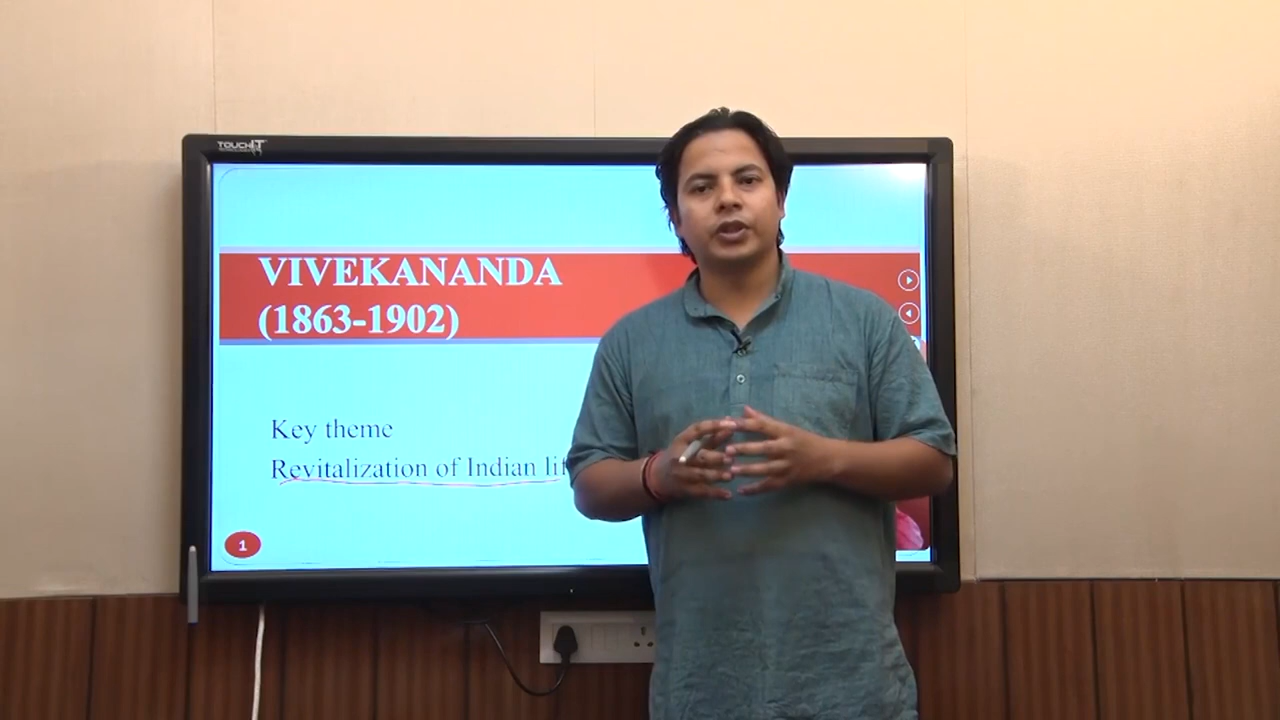 TOUCHIT
VIVEKANANDA
(1863-1902)
Key theme
Revitalization of Indian
1